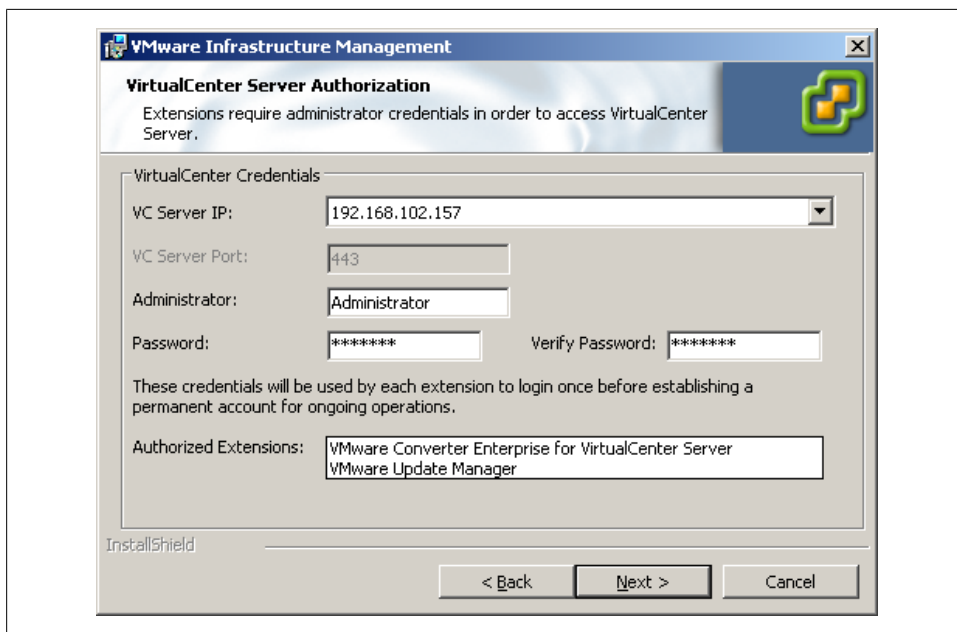 VMware Infrastructure Management
VirtualCenter Server Authorization
Extensions require administrator credentials in order to access VirtualCenter
Server.
VirtualCenter Credentials
VC Server IP: 192.168.102.157
VC Server Port: 443
Administrator: Administrator
Password: ******* Verify Password: *******
These credentials will be used by each extension to login once before establishing a
permanent account for ongoing operations.
Authorized Extensions: VMware Converter Enterprise for VirtualCenter Server
VMware Update Manager
InstallShield
< Back Next > Cancel